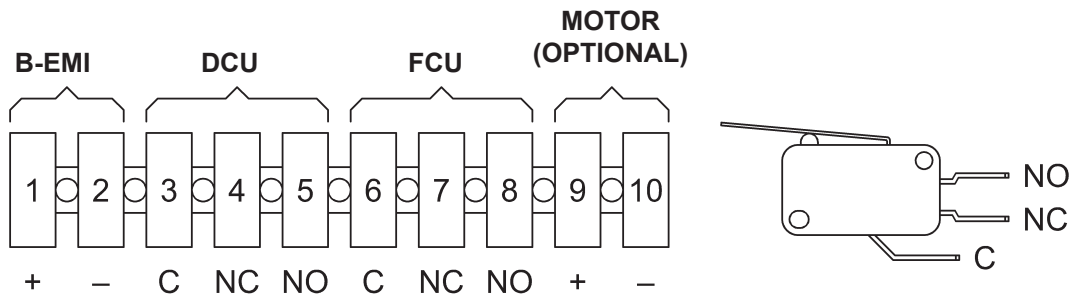 MOTOR
(OPTIONAL)
B-EMI DCU FCU
1 2 3 4 5 6 7 8 9 10
+ – C NC NO C NC NO + –
NO
NC
C